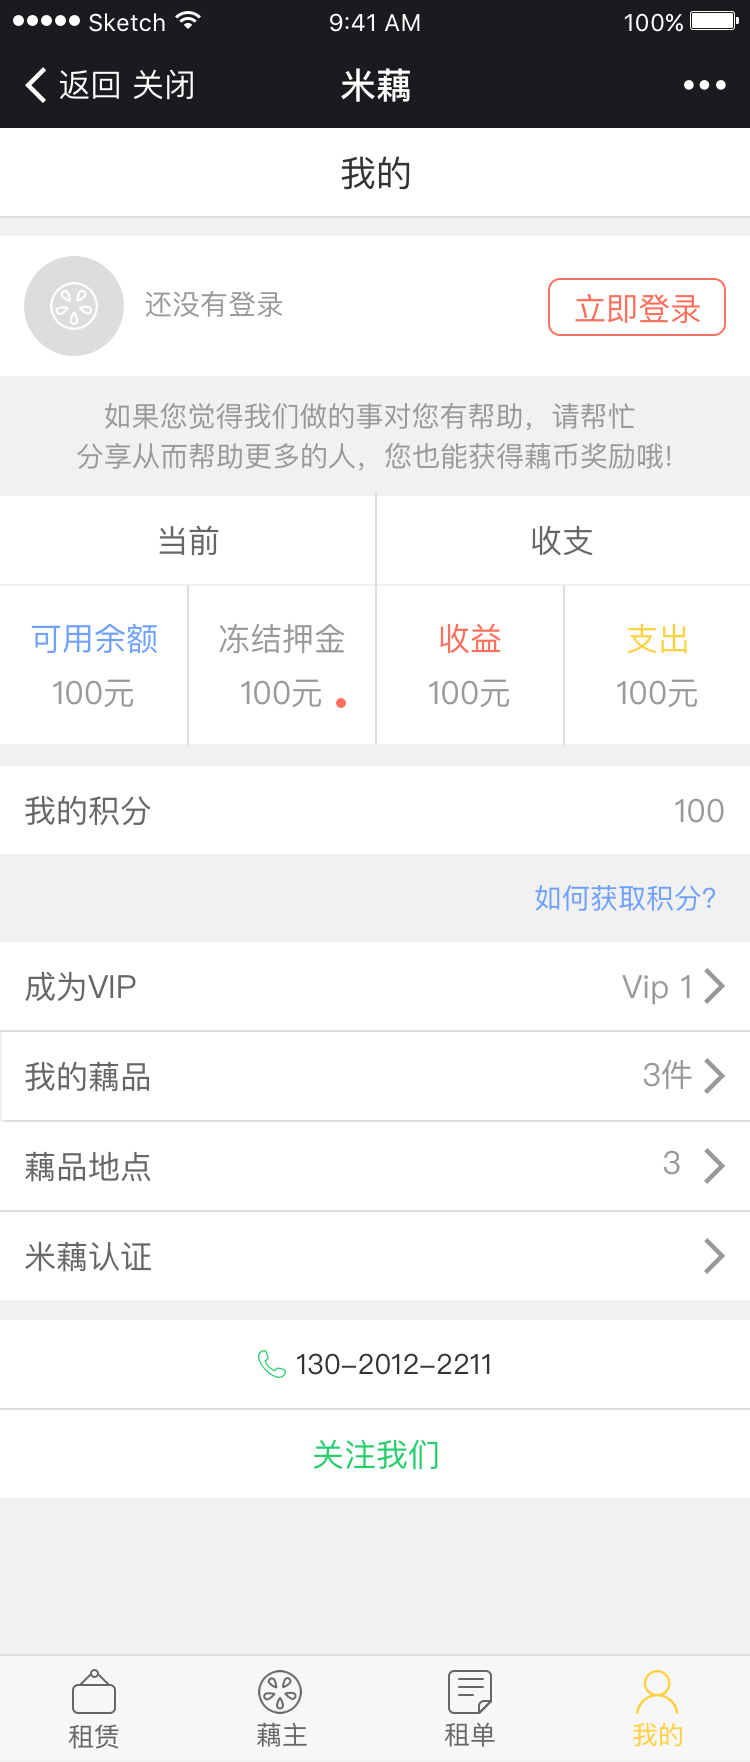 Sketch 9:41 AM 100%
返回 关闭 米藕
我的
还没有登录 立即登录
如果您觉得我们做的事对您有帮助，请帮忙
分享从而帮助更多的人，您也能获得藕币奖励哦!
当前 收支
可用余额 冻结押金 收益 支出
100元 100元 100元 100元
我的积分 100
如何获取积分?
成为VIP Vip 1
我的藕品 3件
藕品地点 3
米藕认证
130-2012-2211
关注我们
租赁 藕主 租单 我的